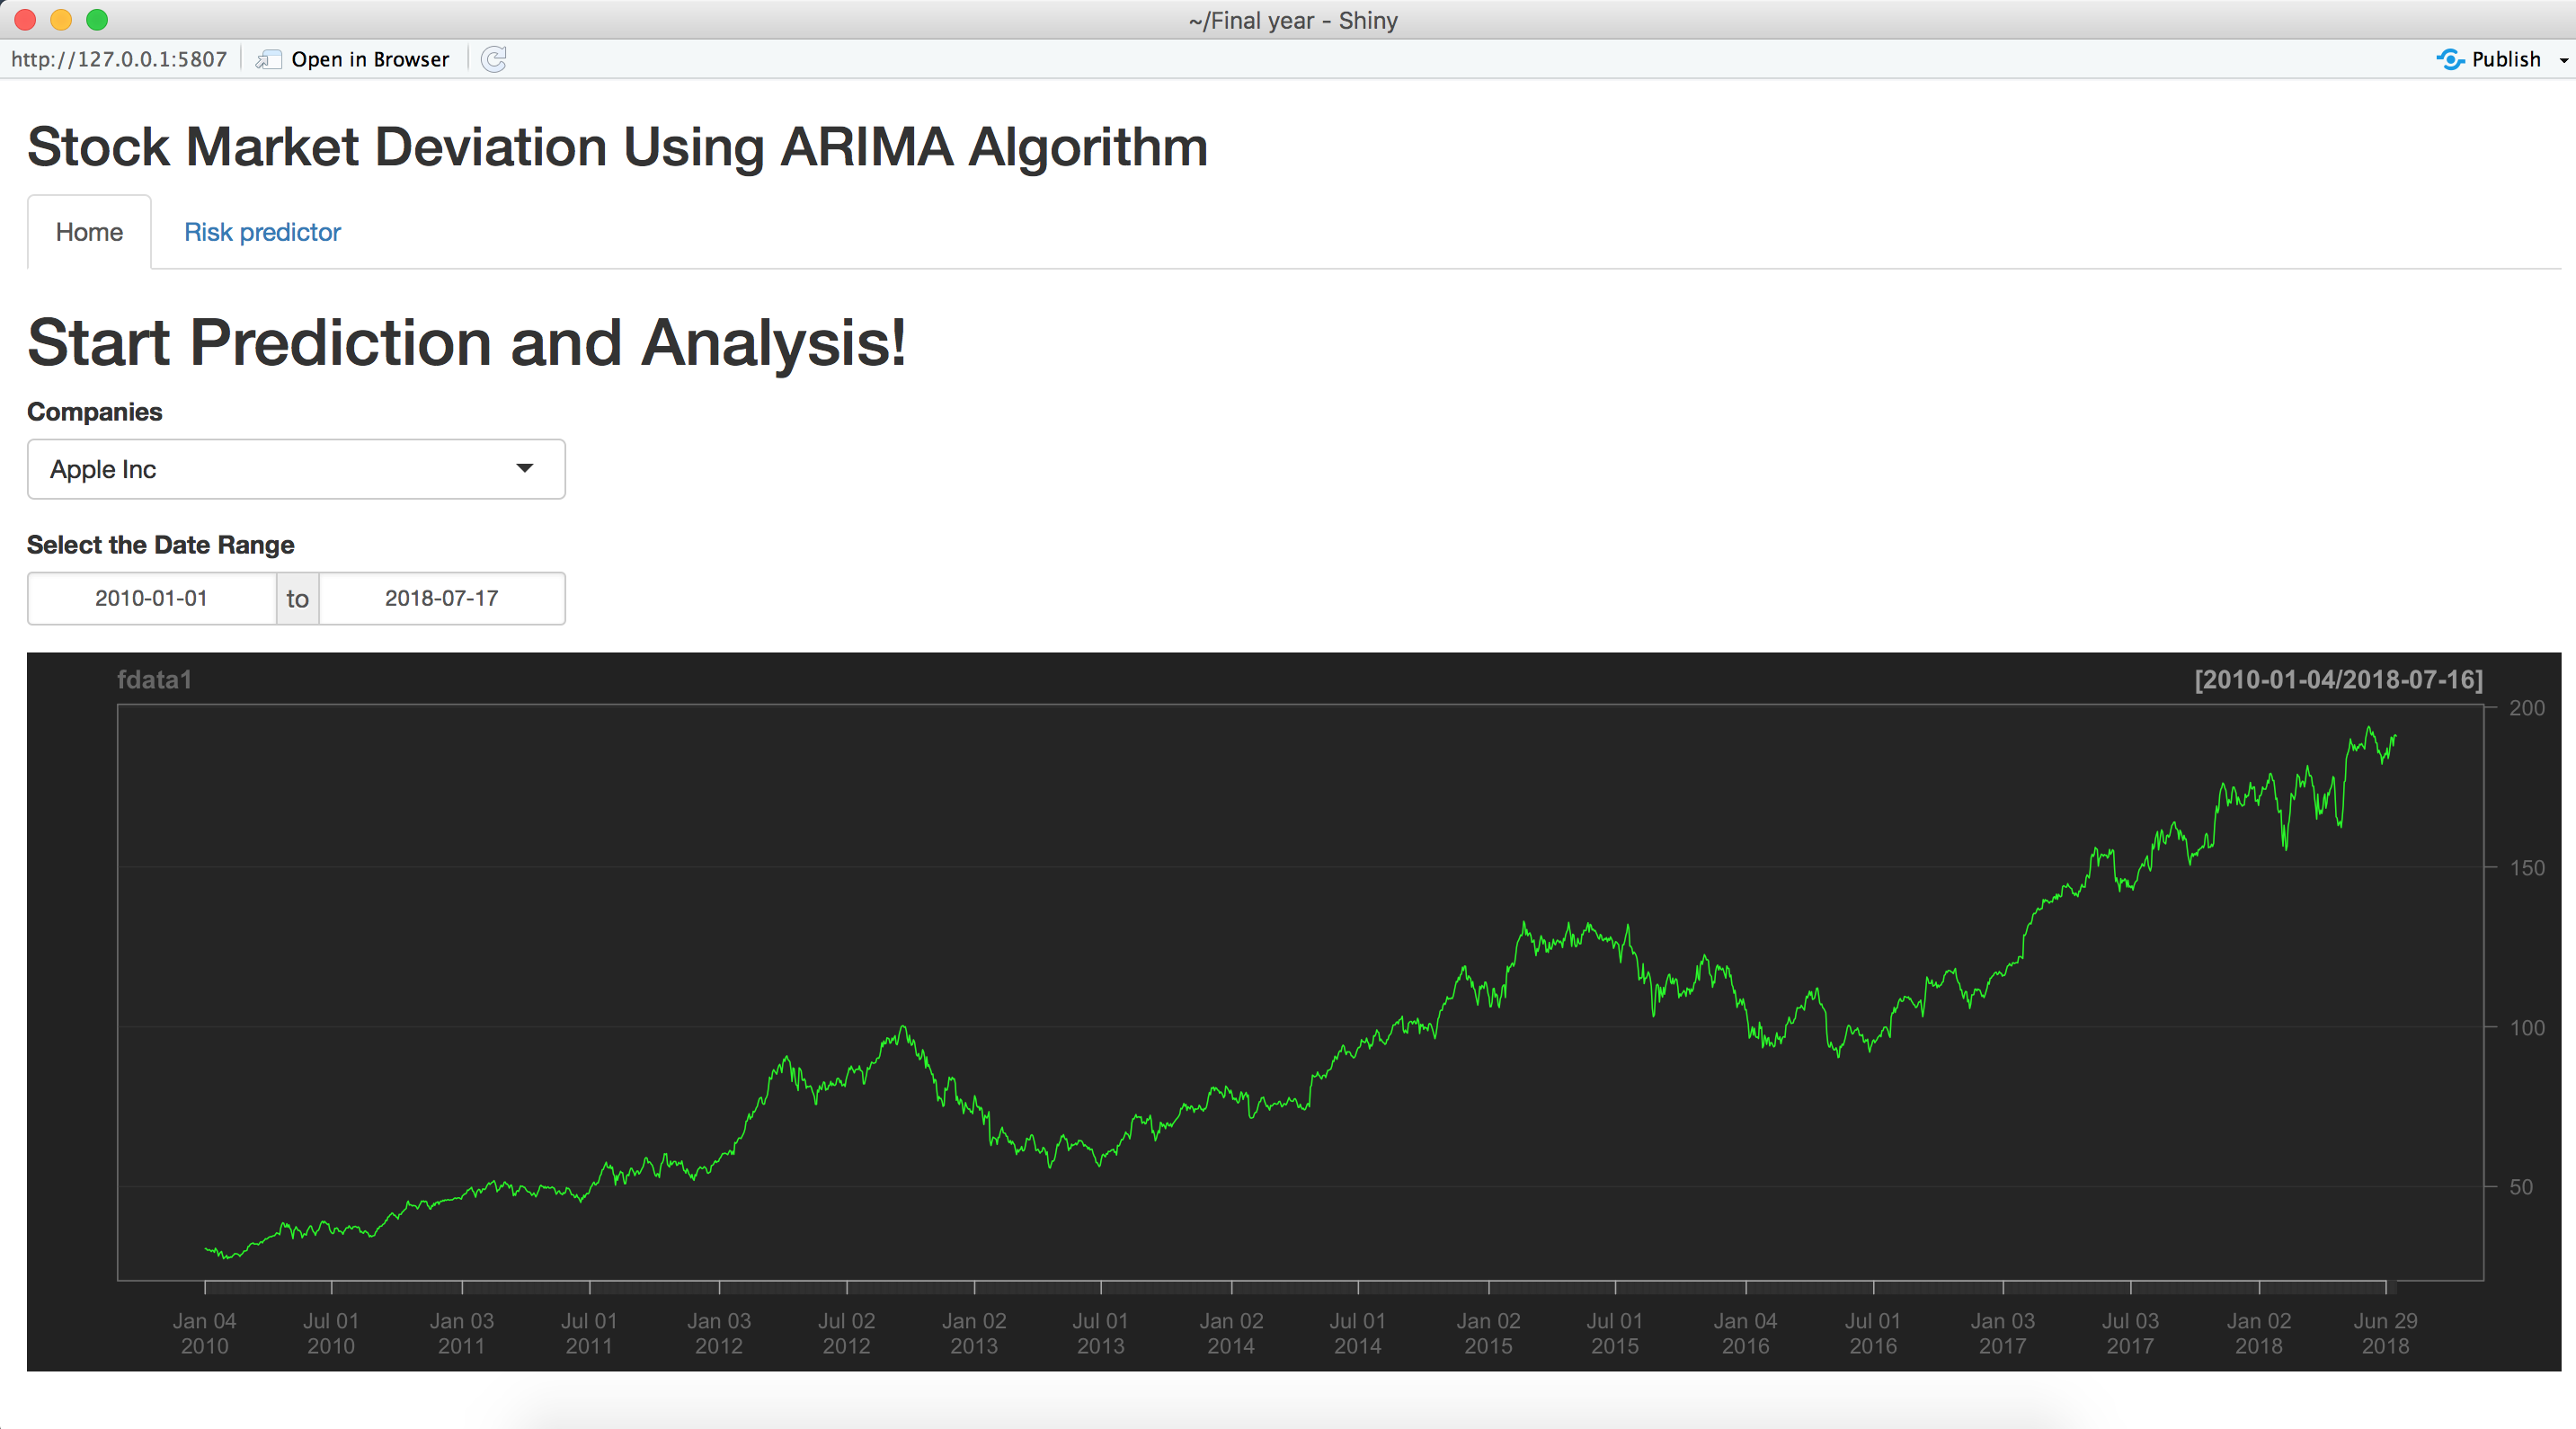 ~/Final year - Shiny
http://127.0.0.1:5807 Open in Browser Publish
Stock Market Deviation Using ARIMA Algorithm
Home Risk predictor
Start Prediction and Analysis!
Companies
Apple Inc
Select the Date Range
2010-01-01 to 2018-07-17
fdata1 [2010-01-04/2018-07-16]
200
150
100
50
Jan 04 Jul 01 Jan 03 Jul 01 Jan 03 Jul 02 Jan 02 Jul 01 Jan 02 Jul 01 Jan 02 Jul 01 Jan 04 Jul 01 Jan 03 Jul 03 Jan 02 Jun 29
2010 2010 2011 2011 2012 2012 2013 2013 2014 2014 2015 2015 2016 2016 2017 2017 2018 2018